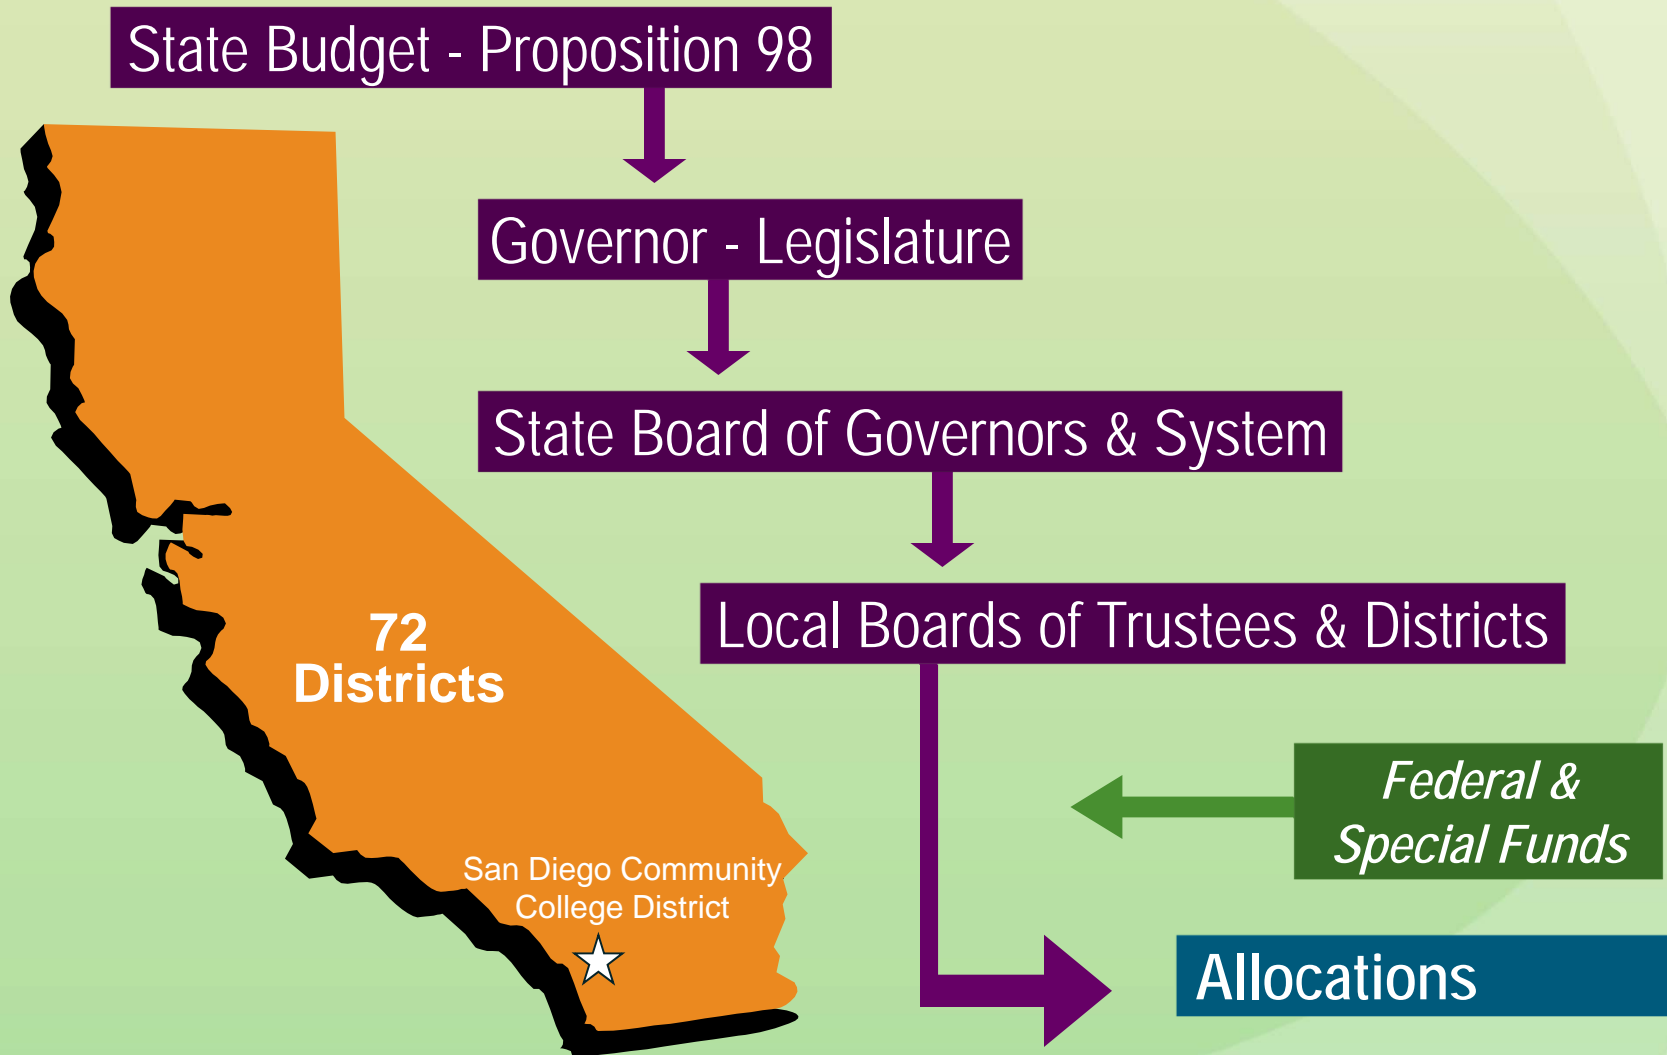 State Budget - Proposition 98
Governor - Legislature
State Board of Governors & System
Local Boards of Trustees & Districts
72
Districts
Federal &
Special Funds
San Diego Community
College District
Allocations